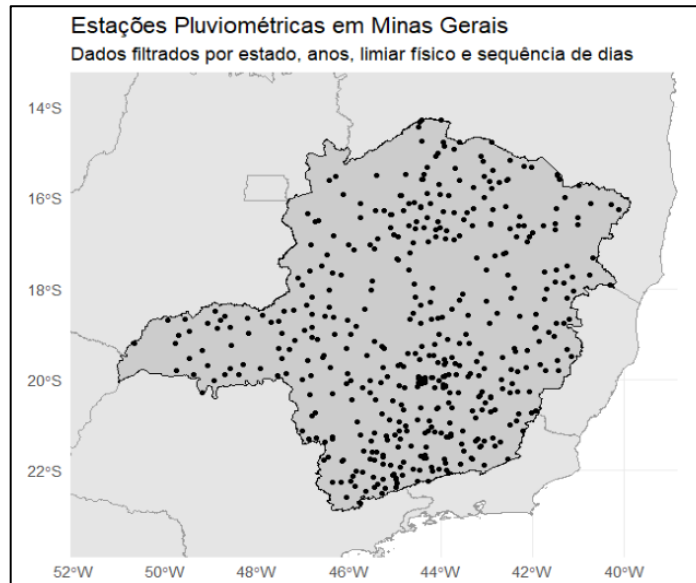 Estações Pluviométricas em Minas Gerais
Dados filtrados por estado, anos, limiar físico e sequência de dias
14°S
16°S
18°S
20°S
22°S
52°W 50°W 48°W 46°W 44°W 42°W 40°W